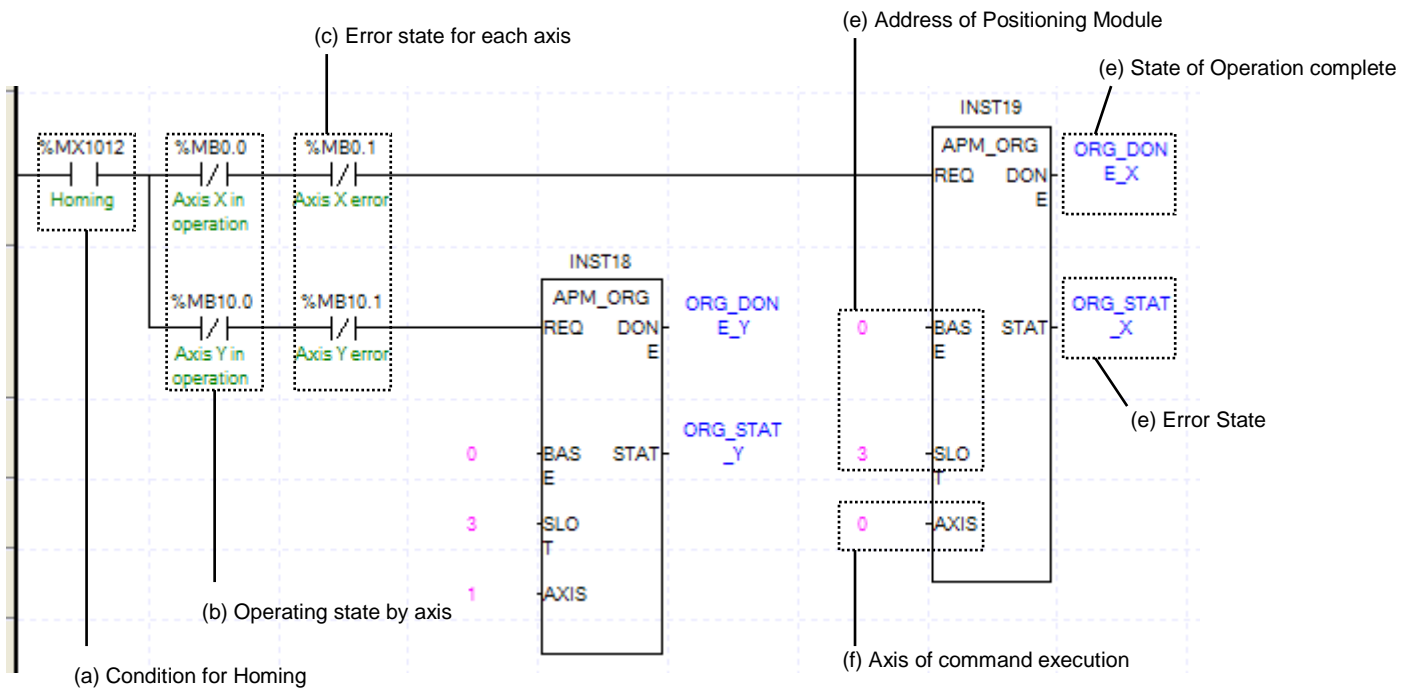 (e) Address of Positioning Module
(c) Error state for each axis
(e) State of Operation complete
INST19
%MX1012
%MB0.0
%MB0.1
APM_ORG
ORG_DON
E_X
REQ
DON
E
Homing
Axis X in
operation
Axis X error
INST18
%MB10.0
%MB10.1
APM_ORG
ORG_DON
E_Y
REQ
DON
E
0
BAS
E
STAT
ORG_STAT
_X
Axis Y in
operation
Axis Y error
(e) Error State
ORG_STAT
_Y
0
BAS
E
STAT
3
SLO
T
3
SLO
T
0
AXIS
1
AXIS
(b) Operating state by axis
(f) Axis of command execution
(a) Condition for Homing